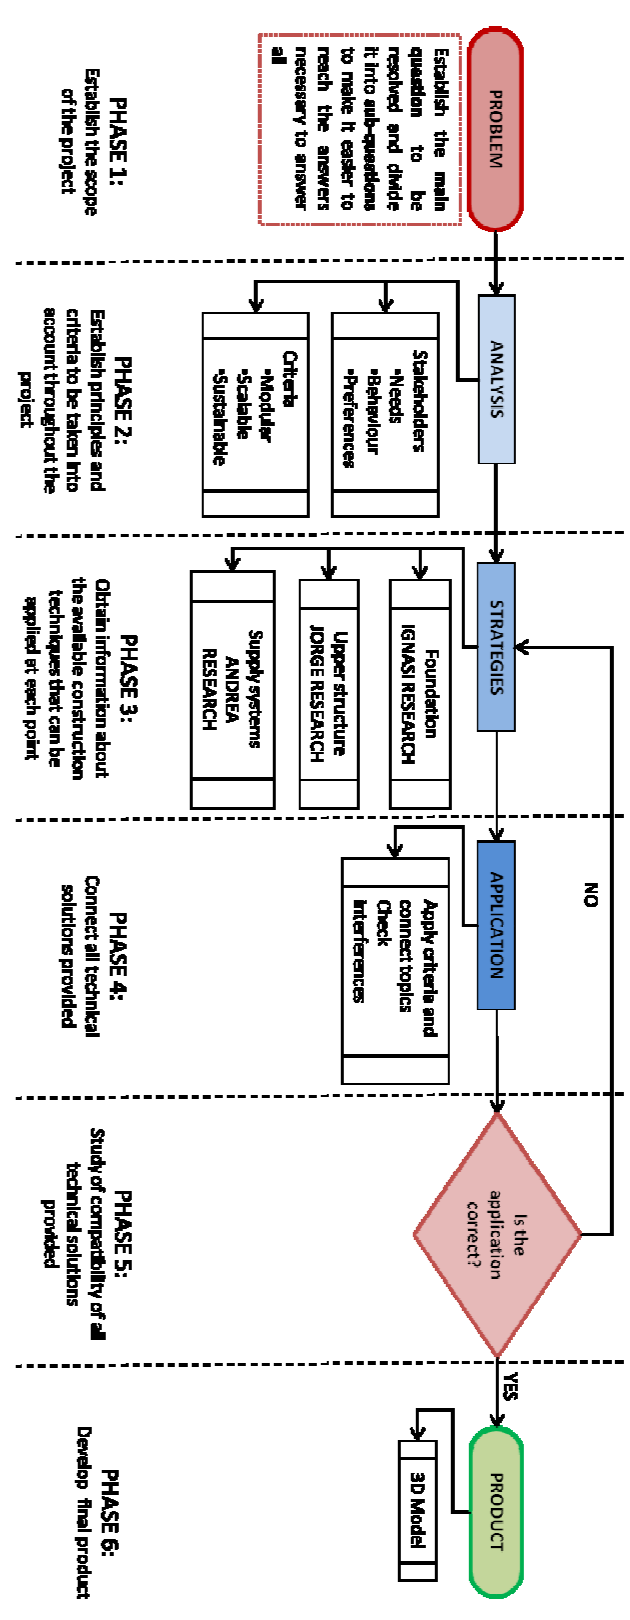 PROBLEM
Establish the main
question to be
resolved and divide
it into sub-questions
to make it easier to
reach the answers
necessary to answer
all
PHASE 1:
Establish the scope
of the project
ANALYSIS
Stakeholders
•Needs
•Behaviour
•Preferences
Criteria
•Modular
•Scalable
•Sustainable
PHASE 2:
Establish principles and
criteria to be taken into
account throughout the
project
STRATEGIES
Foundation
IGNASI RESEARCH
Upper structure
JORGE RESEARCH
Supply systems
ANDREA
RESEARCH
PHASE 3:
Obtain information about
the available construction
techniques that can be
applied at each point
NO
APPLICATION
Apply criteria and
connect topics
Check
interferences
PHASE 4:
Connect all technical
solutions provided
Is the
application
correct?
PHASE 5:
Study of compatibility of all
technical solutions
provided
YES
PRODUCT
3D Model
PHASE 6:
Develop final product